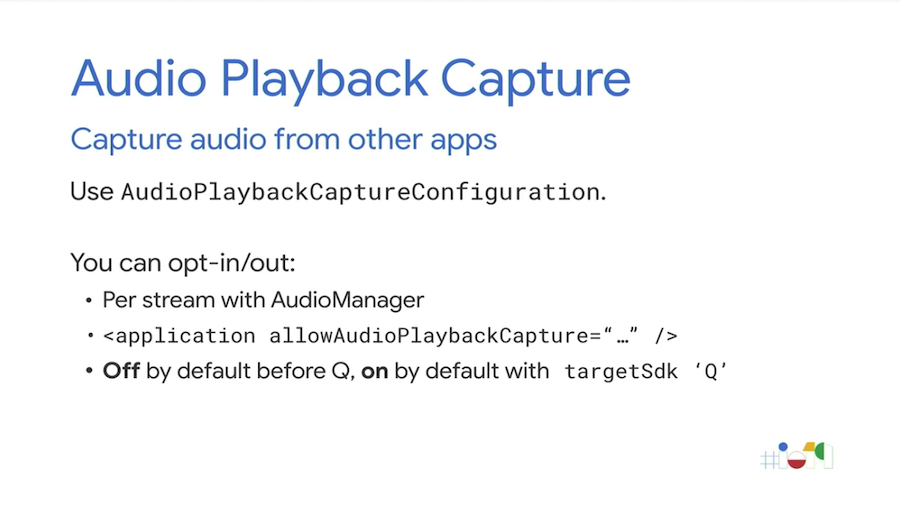 Audio Playback Capture
Capture audio from other apps
Use AudioPlaybackCaptureConfiguration.
You can opt-in/out:
• Per stream with AudioManager
• <application allowAudioPlaybackCapture=“…” />
• Off by default before Q, on by default with targetSdk ‘Q’
#io19